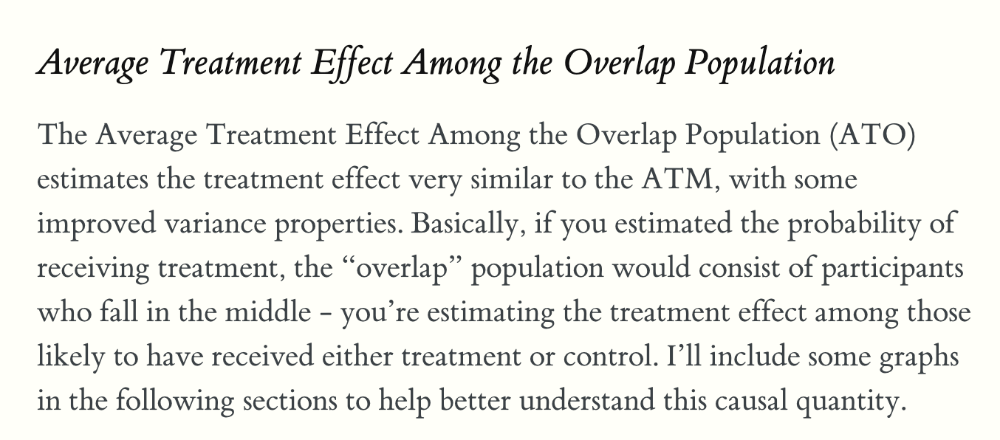 Average Treatment Effect Among the Overlap Population
The Average Treatment Effect Among the Overlap Population (ATO)
estimates the treatment effect very similar to the ATM, with some
improved variance properties. Basically, if you estimated the probability of
receiving treatment, the “overlap” population would consist of participants
who fall in the middle - you’re estimating the treatment effect among those
likely to have received either treatment or control. I’ll include some graphs
in the following sections to help better understand this causal quantity.